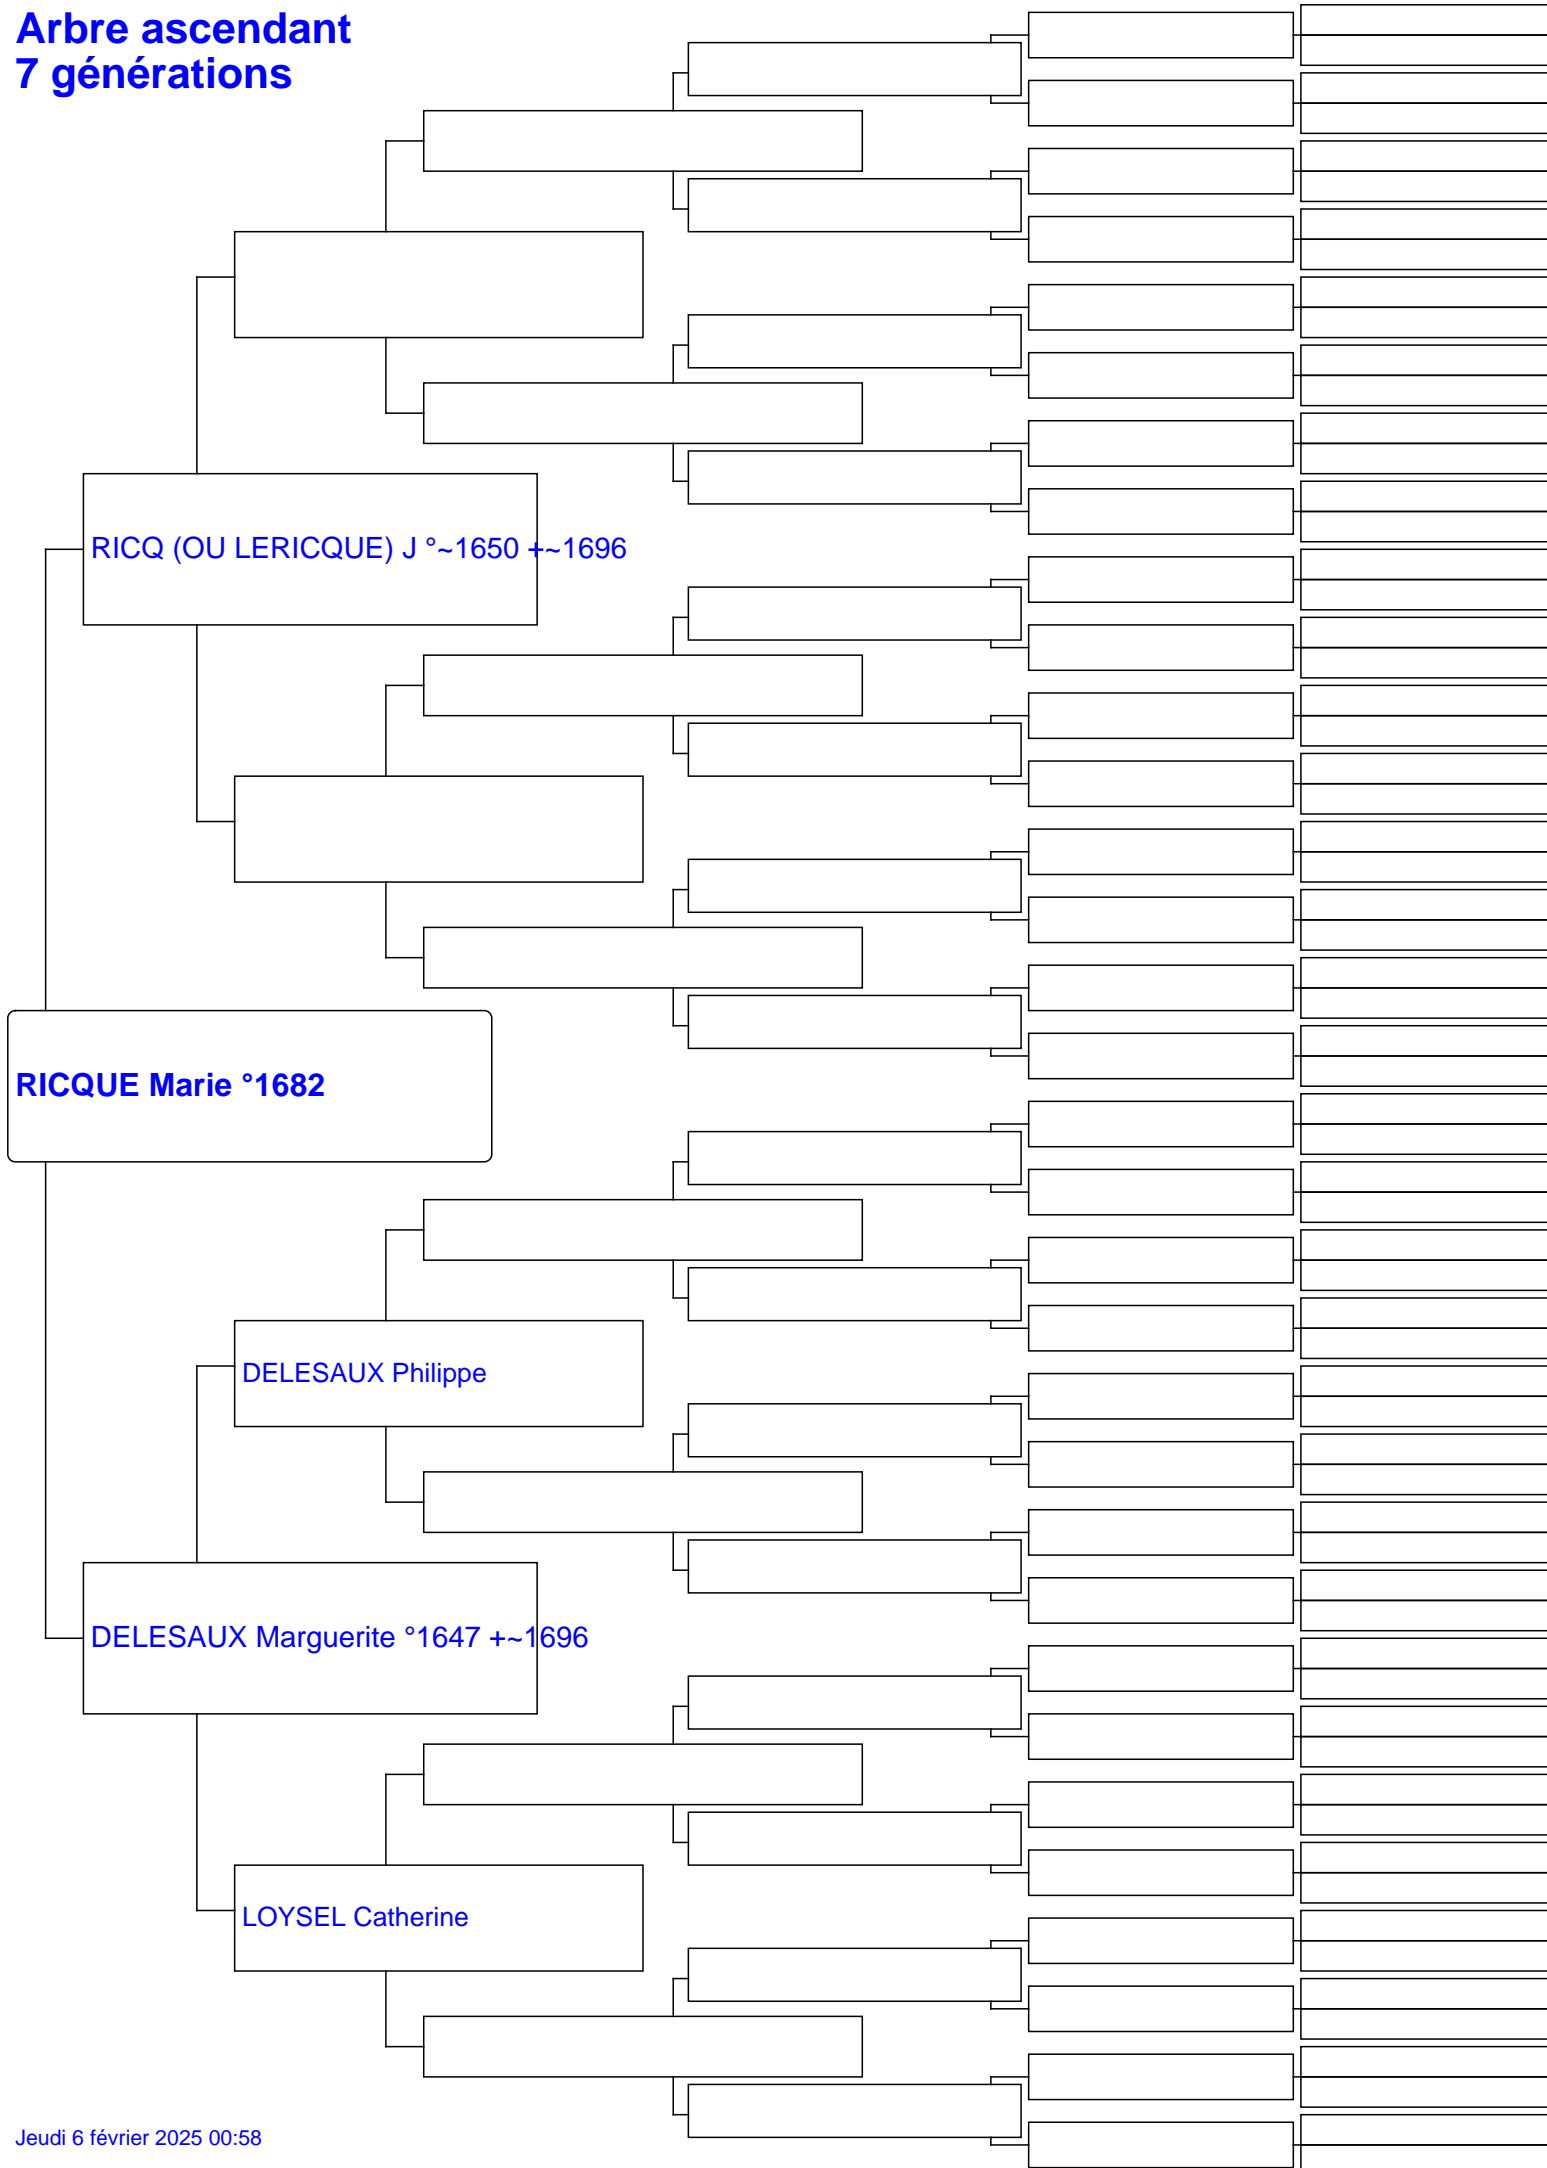 Arbre ascendant
7 générations
RICQ (OU LERICQUE) J °~1650 +~1696
RICQUE Marie °1682
DELESAUX Philippe
DELESAUX Marguerite °1647 +~1696
LOYSEL Catherine
Jeudi 6 février 2025 00:58